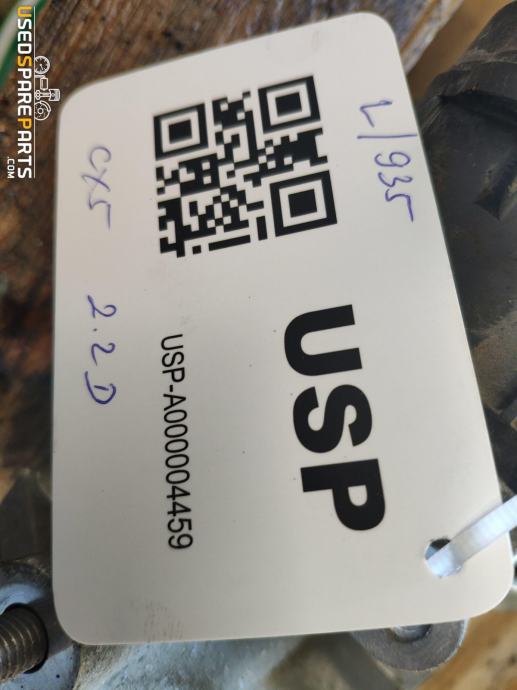 USEDSPAREPARTS
.COM
L/935
USP
USP-A000004459
CX5 2.2D